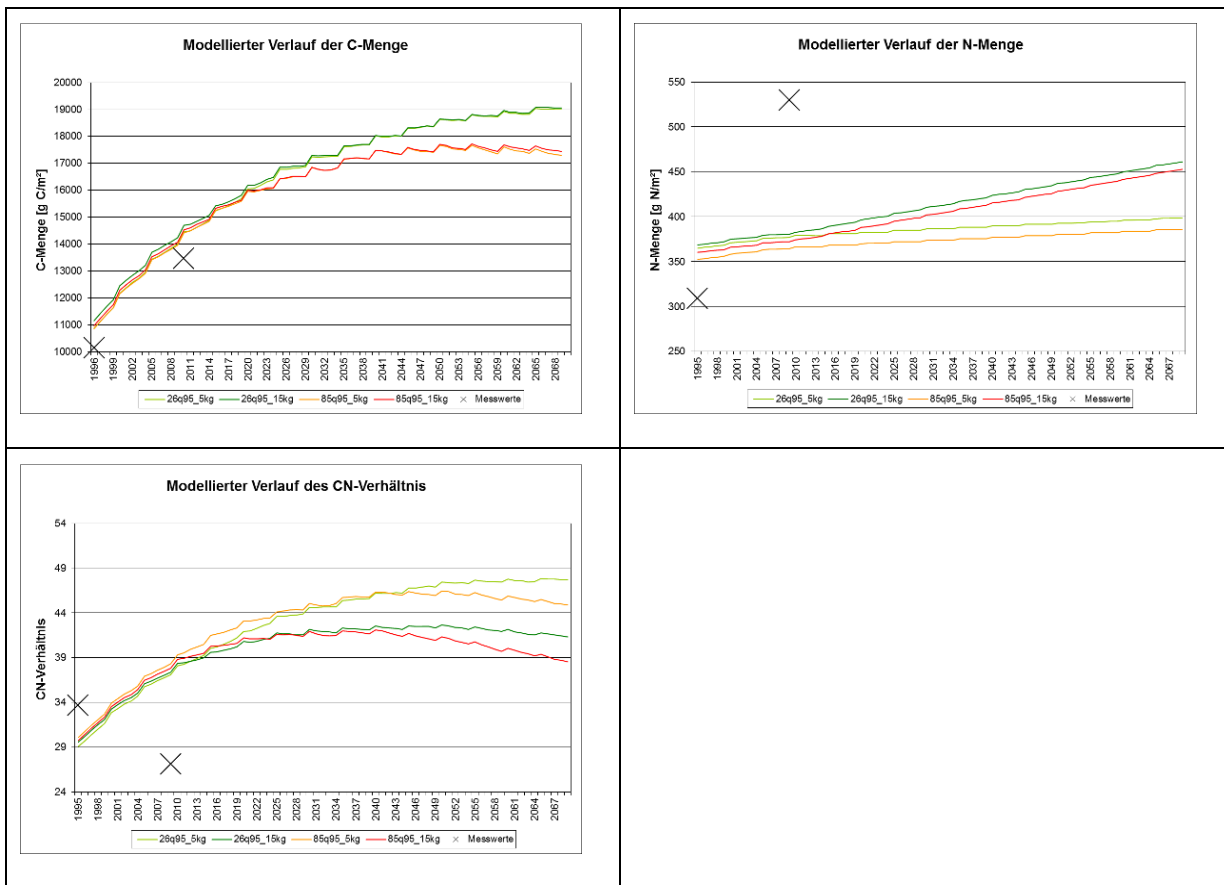 Modellierter Verlauf der C-Menge
C-Menge [g C/m²]
20000
19000
18000
17000
16000
15000
14000
13000
12000
11000
10000
1996 1999 2002 2005 2008 2011 2014 2017 2020 2023 2026 2029 2032 2035 2038 2041 2044 2047 2050 2053 2056 2059 2062 2065 2068
26q95_5kg 26q95_15kg 85q95_5kg 85q95_15kg Messwerte
Modellierter Verlauf der N-Menge
N-Menge [g N/m²]
550
500
450
400
350
300
250
1995 1998 2001 2004 2007 2010 2013 2016 2019 2022 2025 2028 2031 2034 2037 2040 2043 2046 2049 2052 2055 2058 2061 2064 2067
26q95_5kg 26q95_15kg 85q95_5kg 85q95_15kg Messwerte
Modellierter Verlauf des CN-Verhältnis
CN-Verhältnis
54
49
44
39
34
29
24
1995 1998 2001 2004 2007 2010 2013 2016 2019 2022 2025 2028 2031 2034 2037 2040 2043 2046 2049 2052 2055 2058 2061 2064 2067
26q95_5kg 26q95_15kg 85q95_5kg 85q95_15kg Messwerte